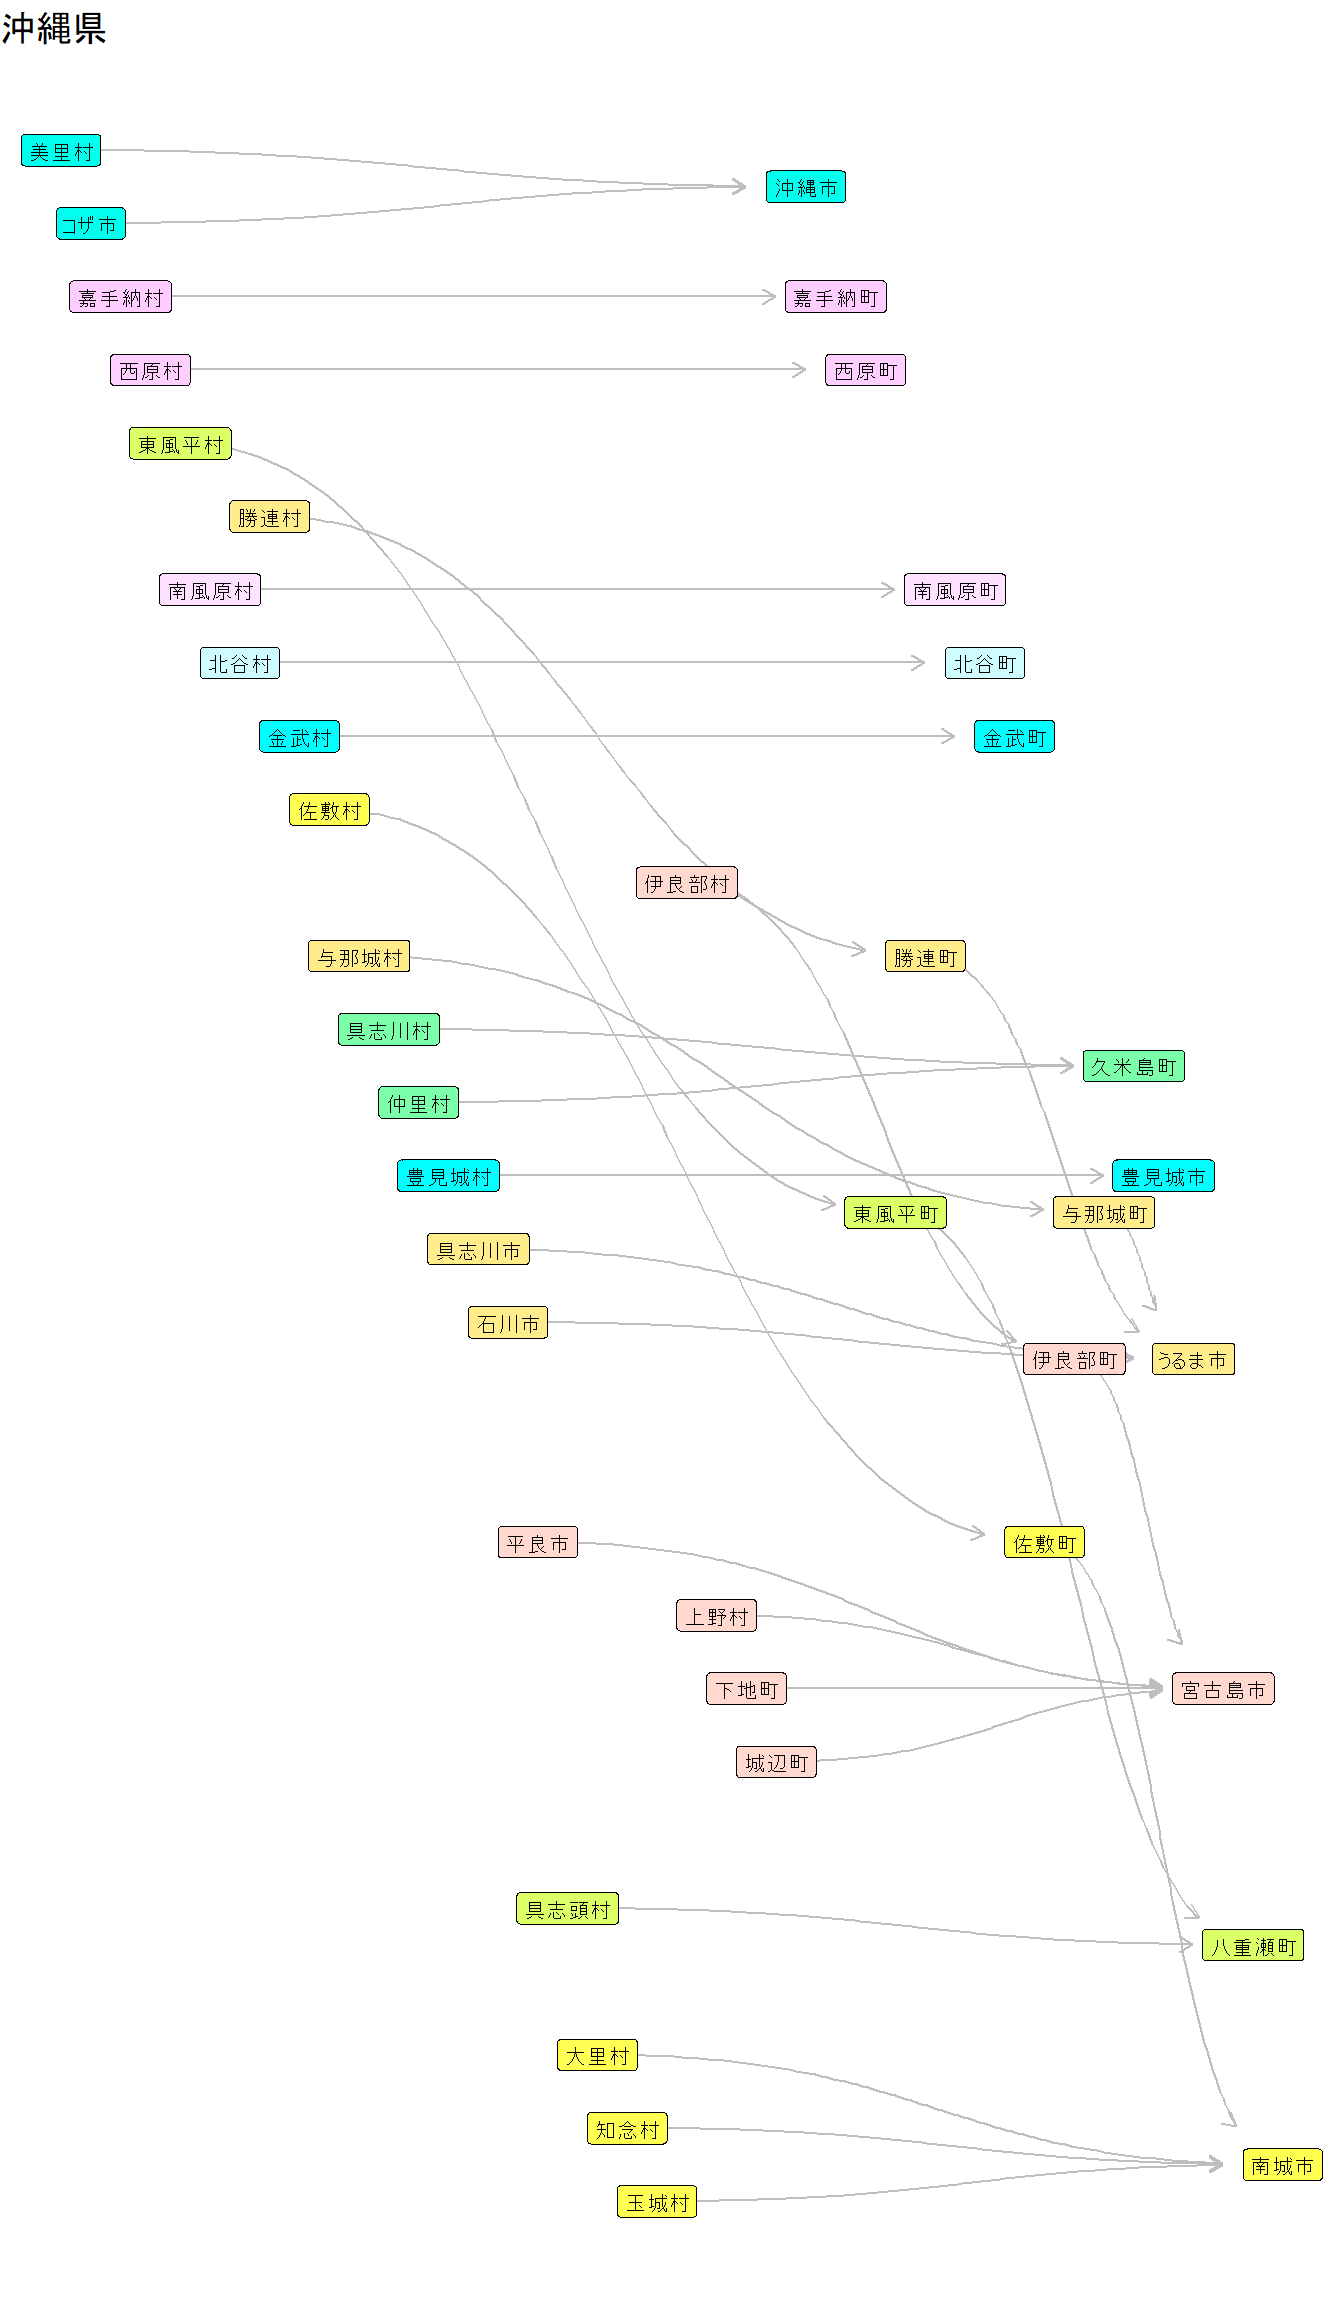 沖縄県
美里村
沖縄市
コザ市
嘉手納村
嘉手納町
西原村
西原町
東風平村
勝連村
南風原村
南風原町
北谷村
北谷町
金武村
金武町
佐敷村
伊良部村
与那城村
勝連町
具志川村
久米島町
仲里村
豊見城村
豊見城市
東風平町
与那城町
具志川市
石川市
伊良部町
うるま市
平良市
佐敷町
上野村
下地町
宮古島市
城辺町
具志頭村
八重瀬町
大里村
知念村
南城市
玉城村